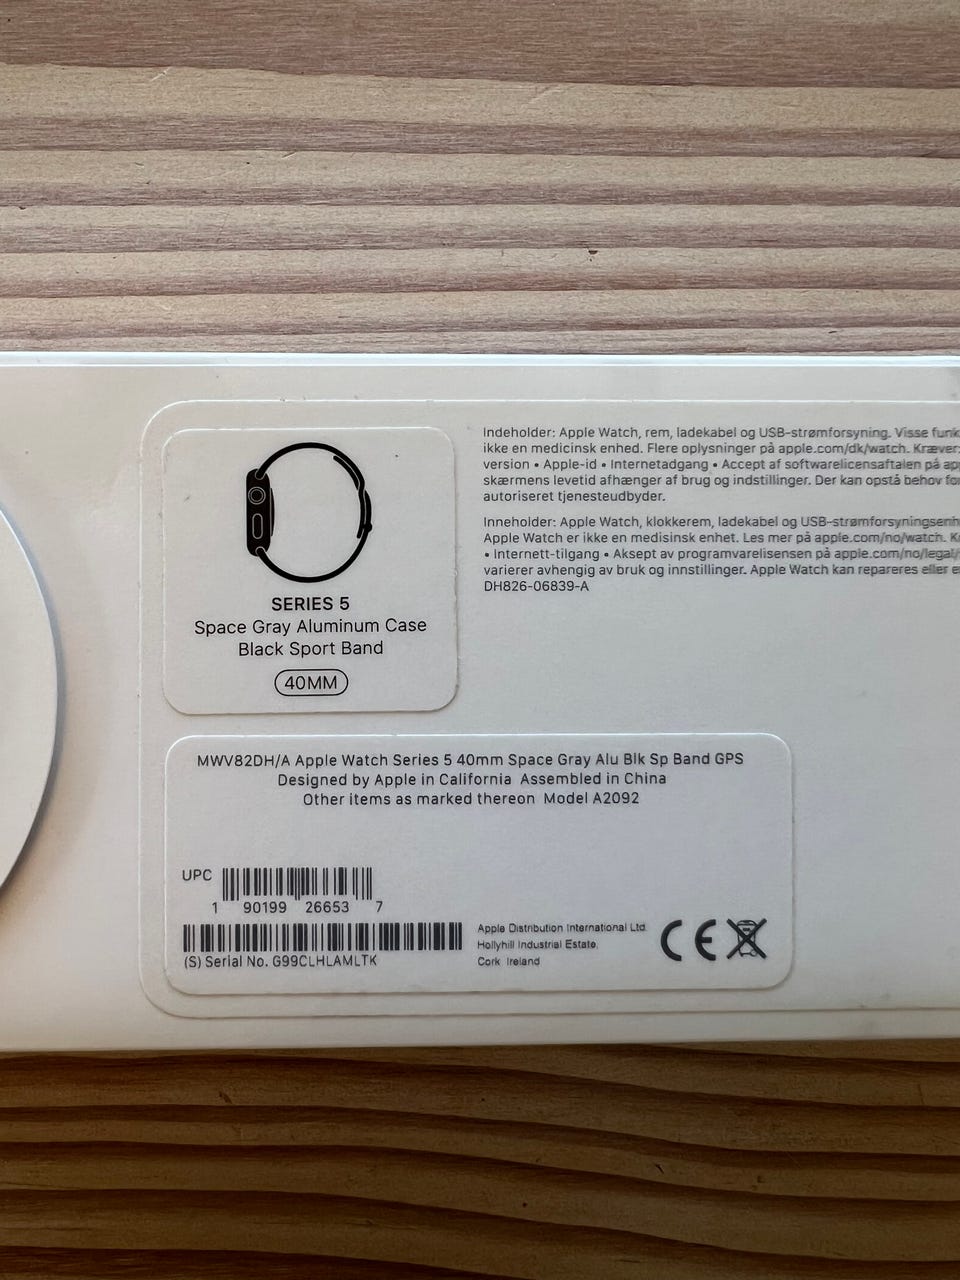 SERIES 5
Space Gray Aluminum Case
Black Sport Band
40MM
Indeholder: Apple Watch, rem, ladekabel og USB-strømforsyning. Visse
ikke en medicinsk enhed. Flere oplysninger på apple.com/dk/watch. Kræver
version • Apple-id • Internetadgang • Accept af softwarelicensaftalen på
skærmens levetid afhænger af brug og indstillinger. Der kan opstå behov
autoriseret tjenesteudbyder.
Inneholder: Apple Watch, klokkerem, ladekabel og
Apple Watch er ikke en medisinsk enhet. Les mer på apple.com/no/watch.
• Internett-tilgang • Aksept av programvarelisensen på apple.com/no/legal/
varierer avhengig av bruk og innstillinger. Apple Watch kan repareres eller
DH826-06839-A
MWV82DH/A Apple Watch Series 5 40mm Space Gray Alu Blk Sp Band GPS
Designed by Apple in California Assembled in China
Other items as marked thereon Model A2092
UPC
1 90199 26653 7
(S) Serial No. G99CLHLAMLTK
Apple Distribution International Ltd.
Hollyhill Industrial Estate,
Cork Ireland
CE